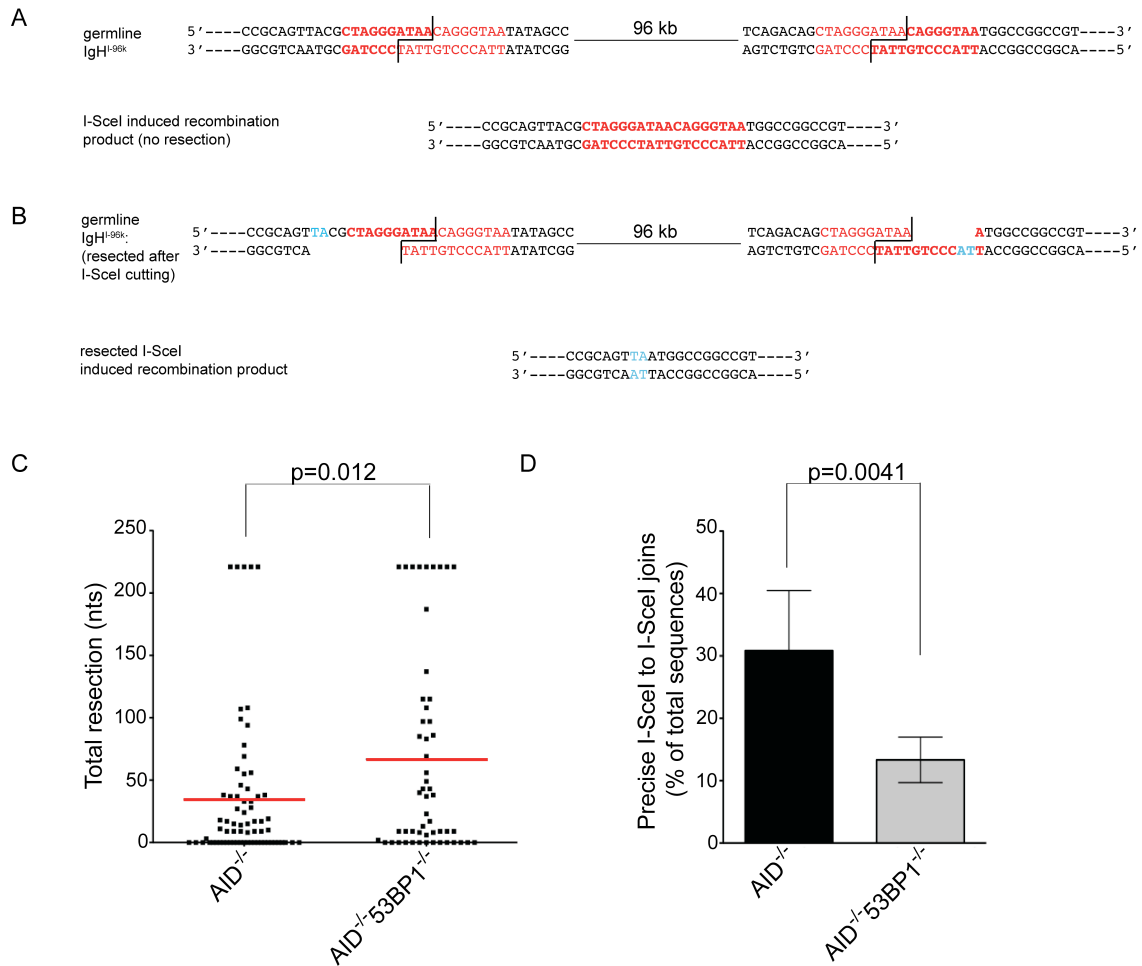 A
germline 5’----CCGCAGTTACGCTAGGGATAACAGGGTAATATAGCC 96 kb TCAGACAGCTAGGGATAACAGGGTAATGGCCGGCCGT----3’
IgH^I-96k 3’----GGCGTCAATGCGATCCCTATTGTCCCATTATATCGG AGTCTGTCGATCCCTATTGTCCCATTACCGGCCGGCA----5’
I-SceI induced recombination
product (no resection)
5’----CCGCAGTTACGCTAGGGATAACAGGGTAATGGCCGGCCGT----3’
3’----GGCGTCAATGCGATCCCTATTGTCCCATTACCGGCCGGCA----5’
B
germline
IgH^I-96k:
(resected after
I-SceI cutting)
5’----CCGCAGTTACGCTAGGGATAACAGGGTAATATAGCC 96 kb TCAGACAGCTAGGGATAA ATGGCCGGCCGT----3’
3’----GGCGTCA TATTGTCCCATTATATCGG AGTCTGTCGATCCCTATTGTCCCATTACCGGCCGGCA----5’
resected I-SceI
induced recombination product
5’----CCGCAGTTAATGGCCGGCCGT----3’
3’----GGCGTCAATTACCGGCCGGCA----5’
C
p=0.012
Total resection (nts)
250
200
150
100
50
0
AID-/-
AID-/-53BP1-/-
D
p=0.0041
Precise I-SceI to I-SceI joins
(% of total sequences)
50
40
30
20
10
0
AID-/-
AID-/-53BP1-/-